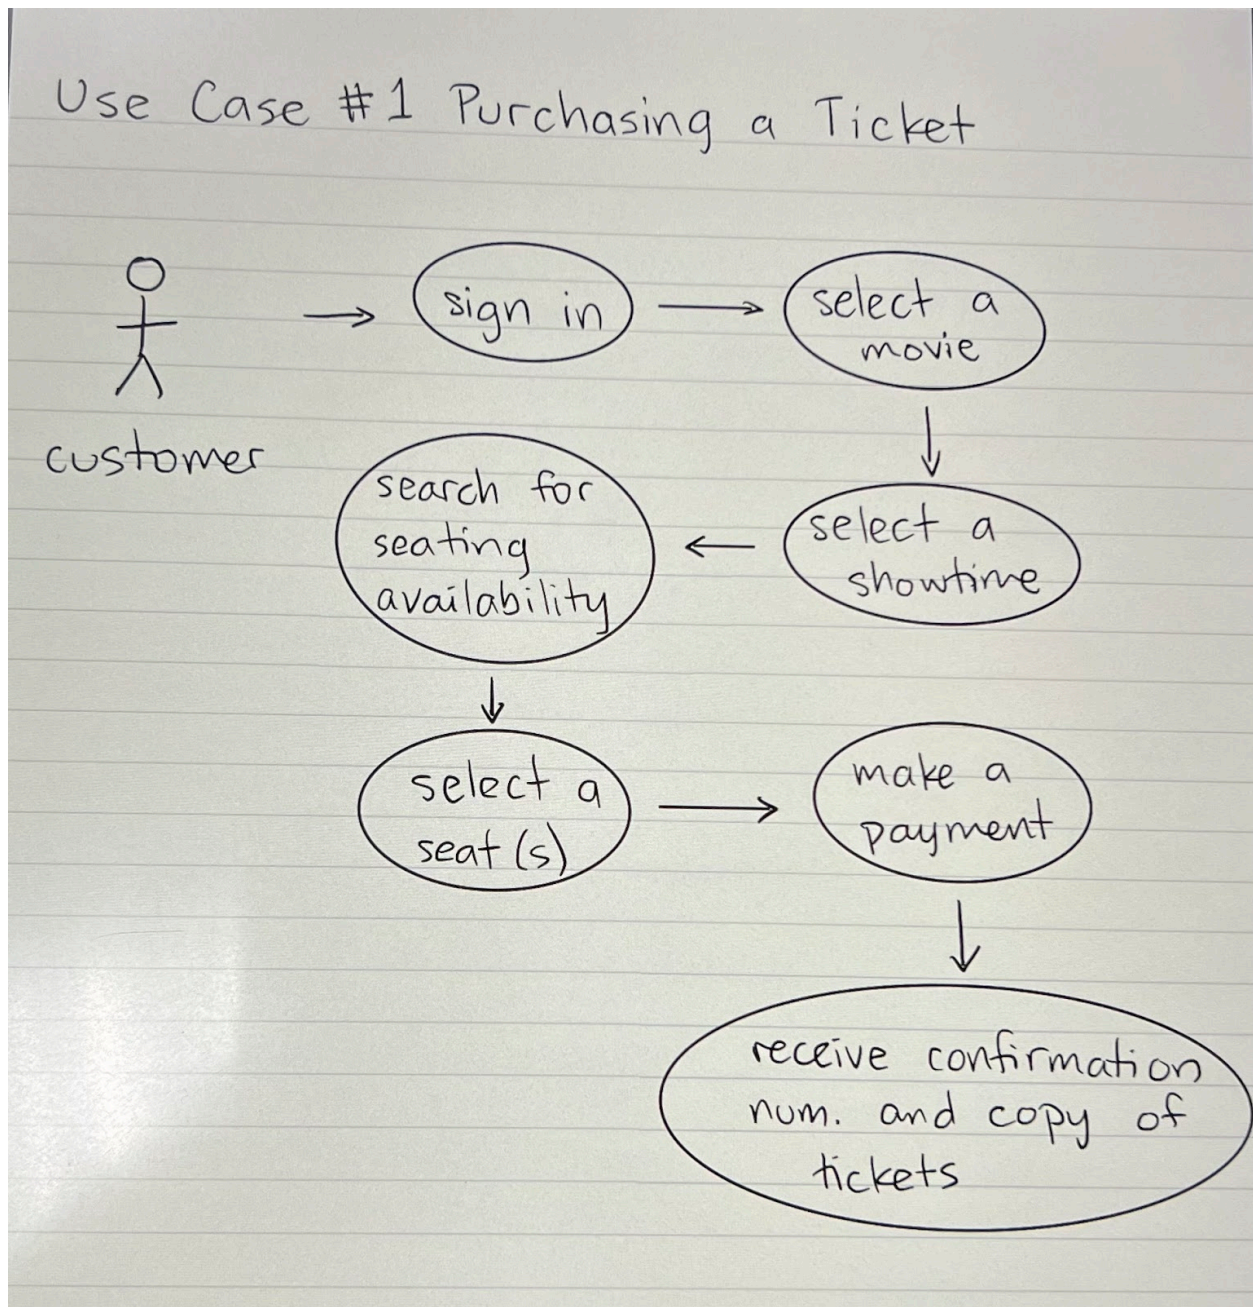 Use Case #1 Purchasing a Ticket
customer
sign in
select a
movie
select a
showtime
search for
seating
availability
select a
seat (s)
make a
payment
receive confirmation
num. and copy of
tickets